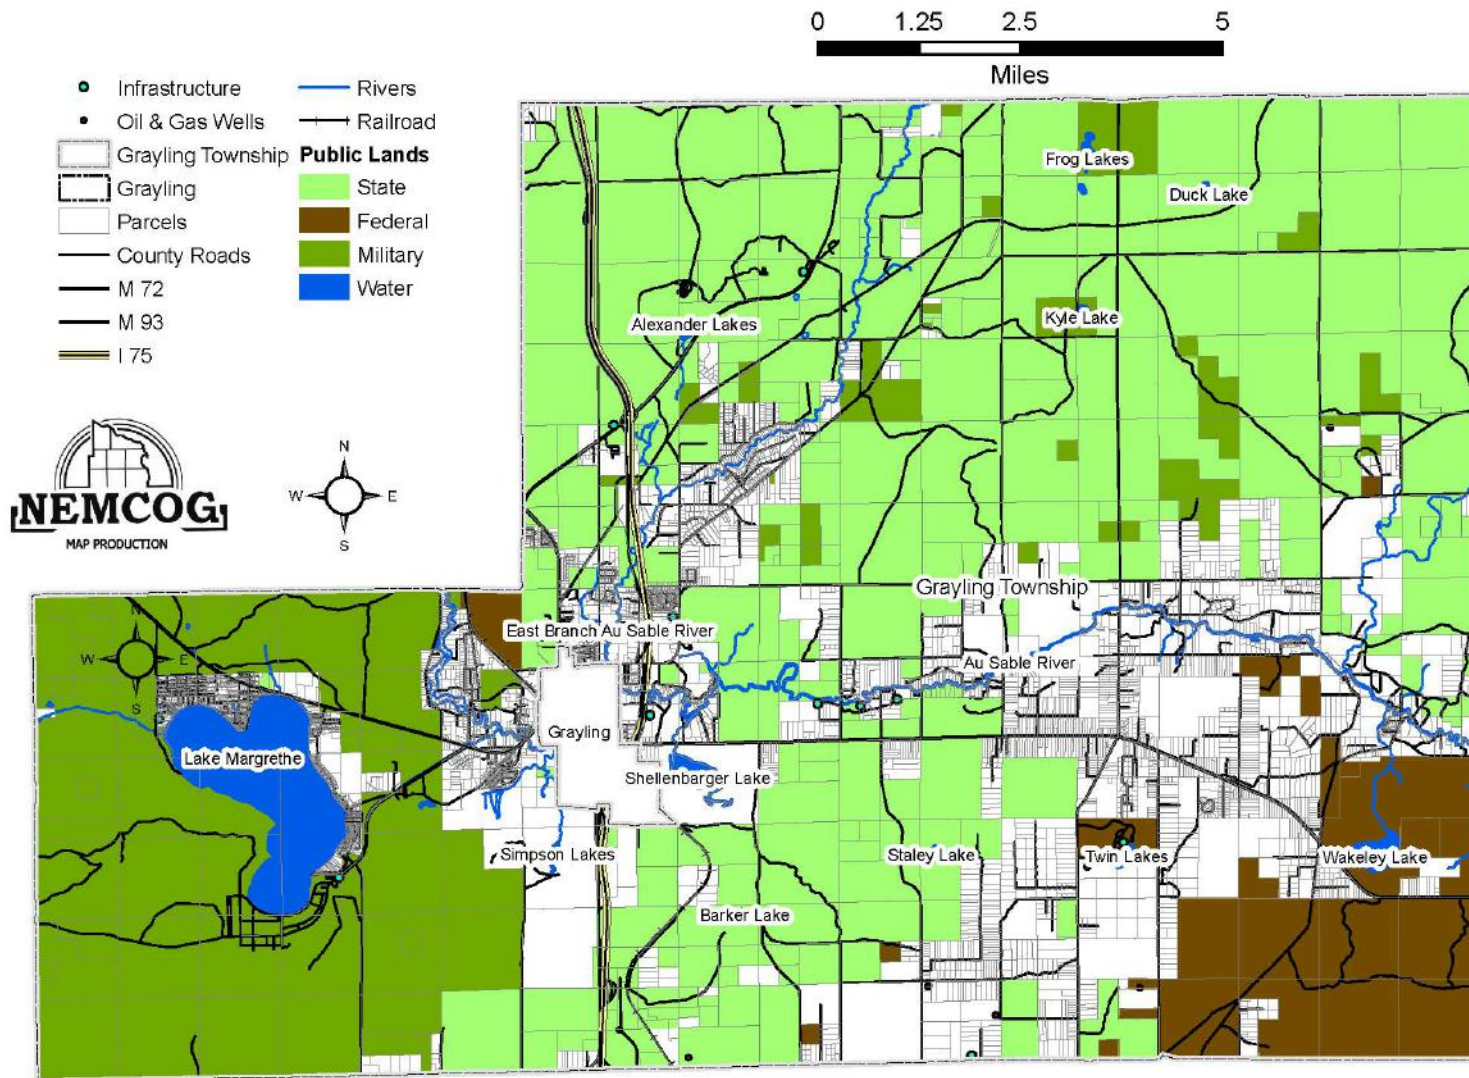 0 1.25 2.5 5
Miles
Infrastructure
Oil & Gas Wells
Grayling Township
Grayling
Parcels
County Roads
M 72
M 93
I 75
Rivers
Railroad
Public Lands
State
Federal
Military
Water
NEMCOG
MAP PRODUCTION
N
W E
S
Frog Lakes
Duck Lake
Kyle Lake
Alexander Lakes
Grayling Township
East Branch Au Sable River
Au Sable River
N
W E
S
Lake Margrethe
Grayling
Shellenbarger Lake
Simpson Lakes
Staley Lake
Twin Lakes
Wakeley Lake
Barker Lake